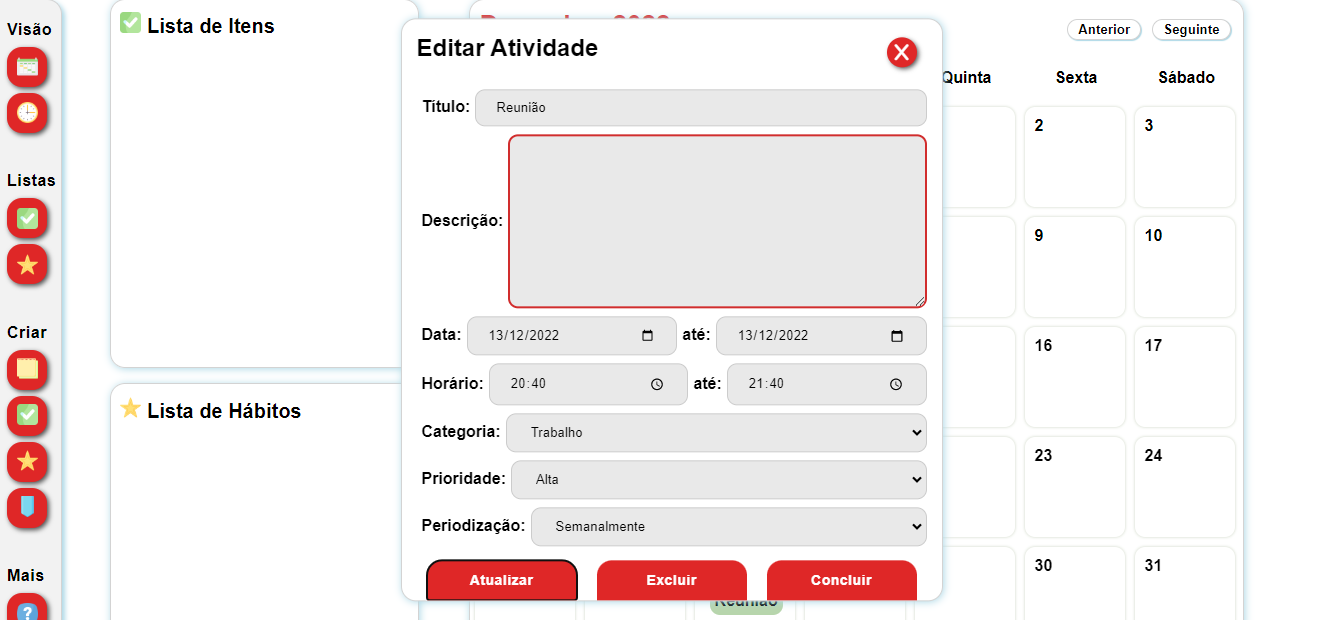 Visão
Listas
Criar
Mais
Lista de Itens
Lista de Hábitos
Editar Atividade
Título: Reunião
Descrição:
Data: 13/12/2022 até: 13/12/2022
Horário: 20:40 até: 21:40
Categoria: Trabalho
Prioridade: Alta
Periodização: Semanalmente
Atualizar Excluir Concluir
Anterior Seguinte
Quinta Sexta Sábado
2 3
9 10
16 17
23 24
30 31
Reunião